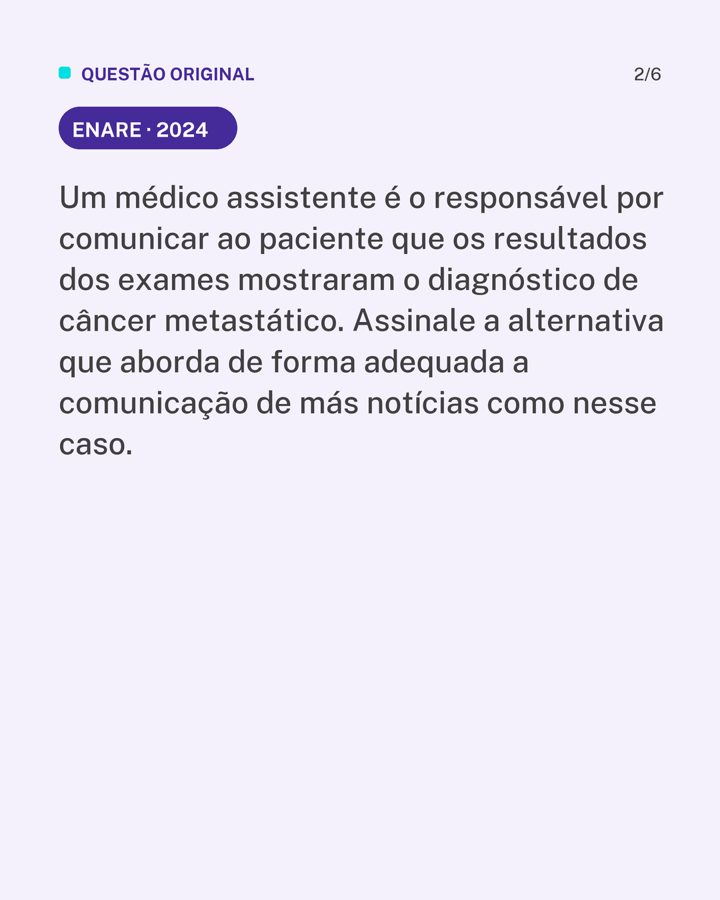 QUESTÃO ORIGINAL
2/6
ENARE · 2024
Um médico assistente é o responsável por
comunicar ao paciente que os resultados
dos exames mostraram o diagnóstico de
câncer metastático. Assinale a alternativa
que aborda de forma adequada a
comunicação de más notícias como nesse
caso.